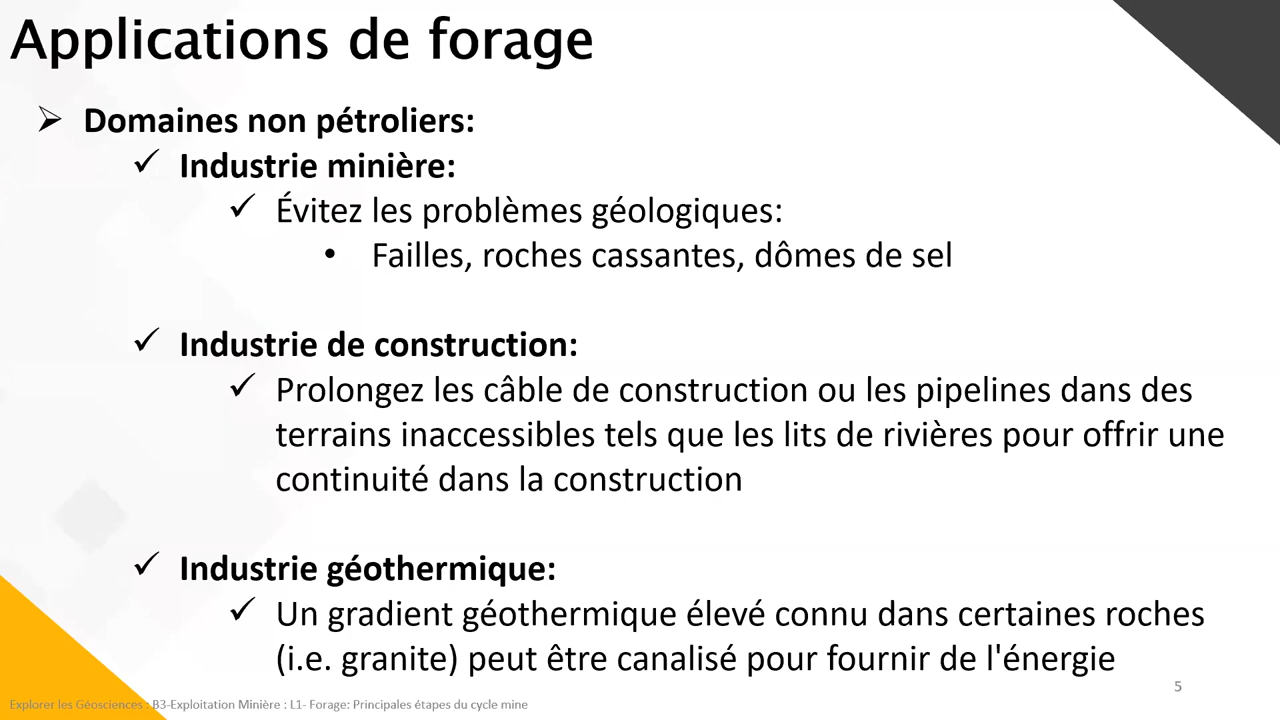 Applications de forage
➢ Domaines non pétroliers:
✓ Industrie minière:
✓ Évitez les problèmes géologiques:
• Failles, roches cassantes, dômes de sel
✓ Industrie de construction:
✓ Prolongez les câble de construction ou les pipelines dans des
terrains inaccessibles tels que les lits de rivières pour offrir une
continuité dans la construction
✓ Industrie géothermique:
✓ Un gradient géothermique élevé connu dans certaines roches
(i.e. granite) peut être canalisé pour fournir de l'énergie
5
Explorer les Géosciences : B3-Exploitation Minière : L1- Forage: Principales étapes du cycle mine